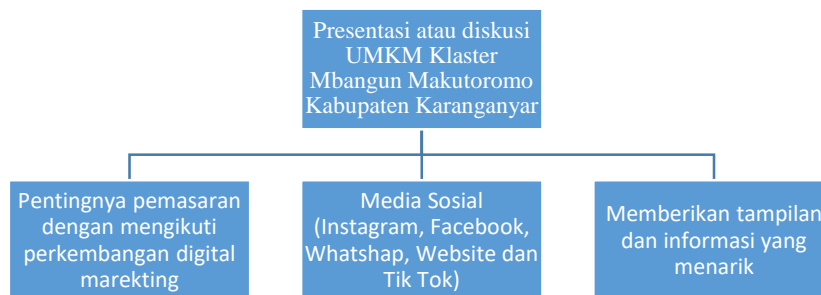 Presentasi atau diskusi
UMKM Klaster
Mbangun Makutoromo
Kabupaten Karanganyar
Pentingnya pemasaran
dengan mengikuti
perkembangan digital
marekting
Media Sosial
(Instagram, Facebook,
Whatshap, Website dan
Tik Tok)
Memberikan tampilan
dan informasi yang
menarik